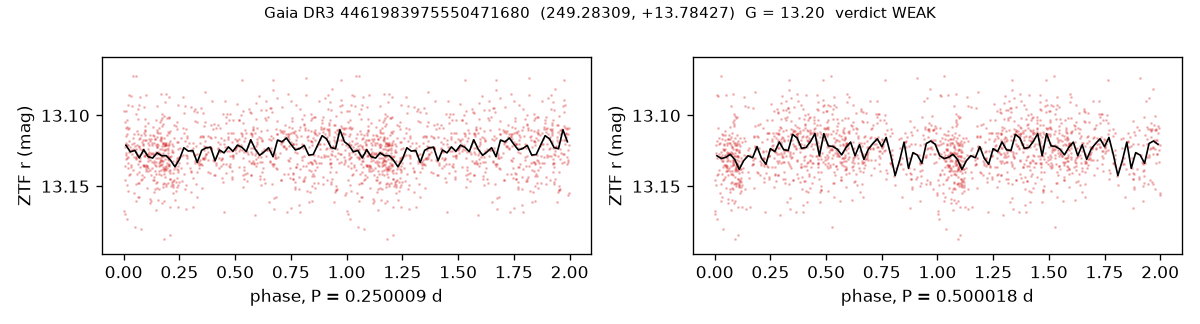 Gaia DR3 4461983975550471680 (249.28309, +13.78427) G = 13.20 verdict WEAK
ZTF r (mag)
13.10
13.15
0.00 0.25 0.50 0.75 1.00 1.25 1.50 1.75 2.00
phase, P = 0.250009 d
ZTF r (mag)
13.10
13.15
0.00 0.25 0.50 0.75 1.00 1.25 1.50 1.75 2.00
phase, P = 0.500018 d